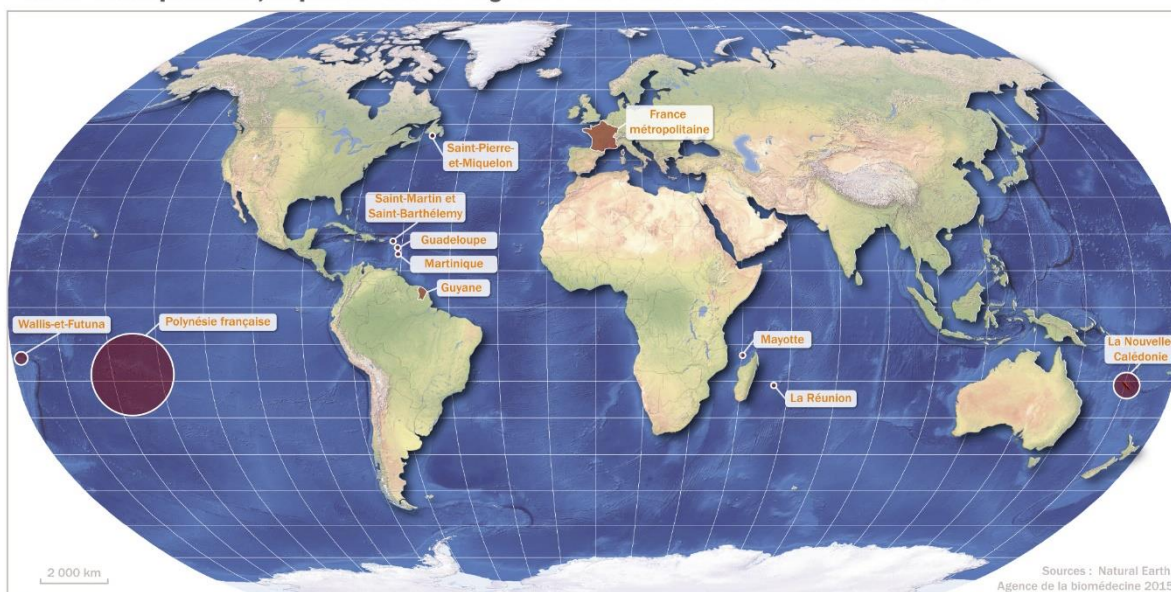 France
métropolitaine
Saint-Pierre-
et-Miquelon
Saint-Martin et
Saint-Barthélemy
Guadeloupe
Martinique
Guyane
Wallis-et-Futuna
Polynésie française
Mayotte
La Nouvelle
Calédonie
La Réunion
2 000 km
Sources : Natural Earth
Agence de la biomédecine 2015